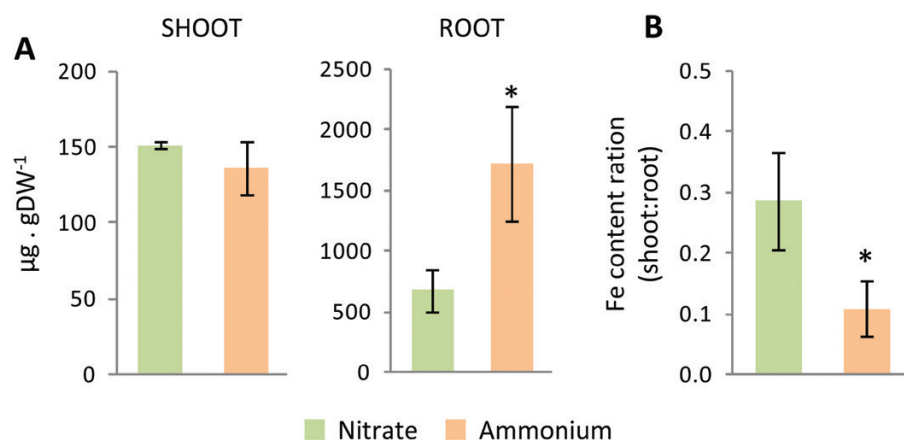 A
SHOOT
ROOT
B
µg . gDW⁻¹
200
150
100
50
0
2500
2000
1500
1000
500
0
*
Fe content ration
(shoot:root)
0.5
0.4
0.3
0.2
0.1
0.0
*
Nitrate Ammonium